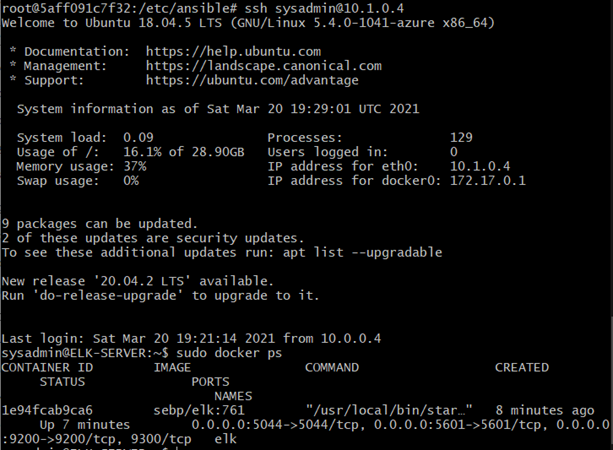 root@5aff091c7f32:/etc/ansible# ssh sysadmin@10.1.0.4
Welcome to Ubuntu 18.04.5 LTS (GNU/Linux 5.4.0-1041-azure x86_64)
* Documentation: https://help.ubuntu.com
* Management: https://landscape.canonical.com
* Support: https://ubuntu.com/advantage
System information as of Sat Mar 20 19:29:01 UTC 2021
System load: 0.09 Processes: 129
Usage of /: 16.1% of 28.90GB Users logged in: 0
Memory usage: 37% IP address for eth0: 10.1.0.4
Swap usage: 0% IP address for docker0: 172.17.0.1
9 packages can be updated.
2 of these updates are security updates.
To see these additional updates run: apt list --upgradable
New release '20.04.2 LTS' available.
Run 'do-release-upgrade' to upgrade to it.
Last login: Sat Mar 20 19:21:14 2021 from 10.0.0.4
sysadmin@ELK-SERVER:~$ sudo docker ps
CONTAINER ID IMAGE COMMAND CREATED
STATUS PORTS
NAMES
1e94fcab9ca6 sebp/elk:761 "/usr/local/bin/star…" 8 minutes ago
Up 7 minutes 0.0.0.0:5044->5044/tcp, 0.0.0.0:5601->5601/tcp, 0.0.0.0
:9200->9200/tcp, 9300/tcp elk